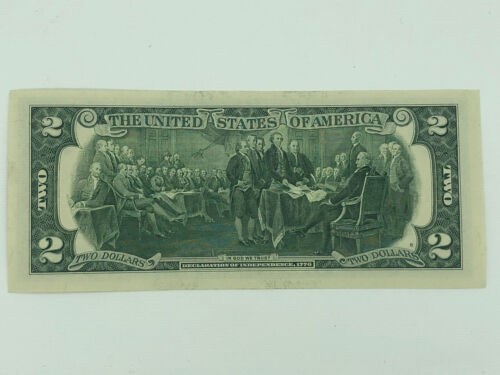 THE UNITED STATES OF AMERICA
2 2
TWO TWO
2 2
TWO DOLLARS TWO DOLLARS
IN GOD WE TRUST
DECLARATION OF INDEPENDENCE, 1776